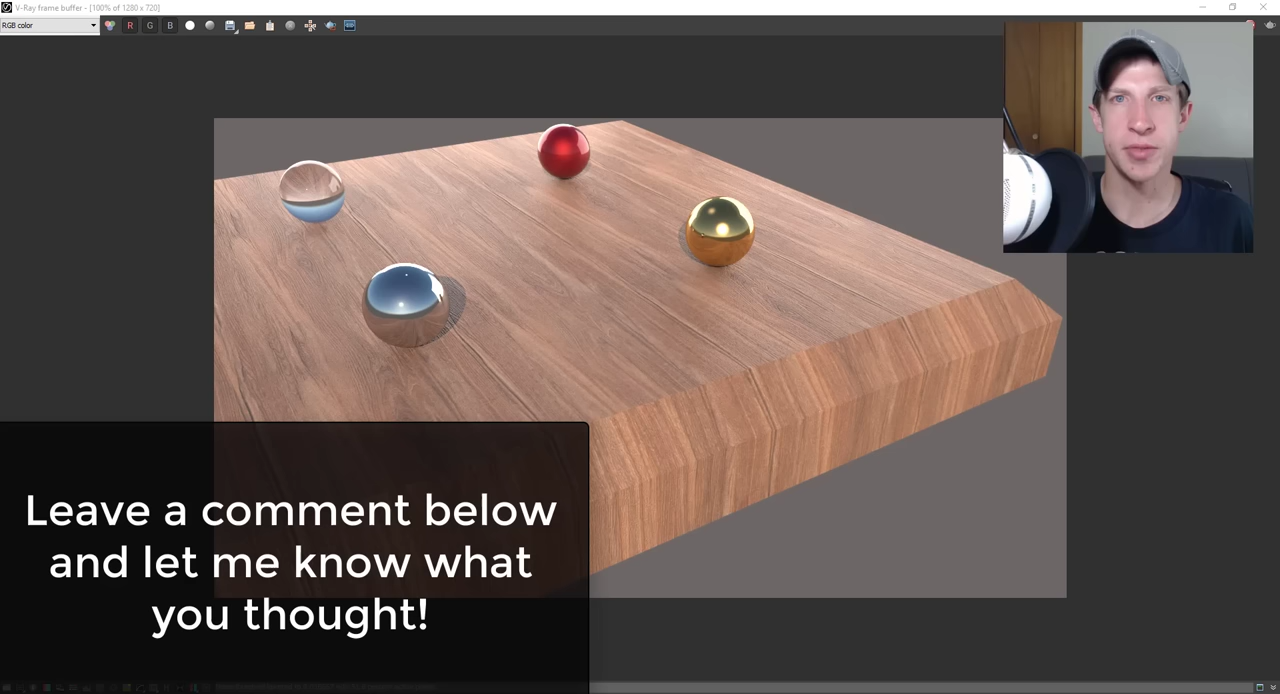 V-Ray frame buffer - [100% of 1280 x 720]
RGB color
R G B
Leave a comment below
and let me know what
you thought!